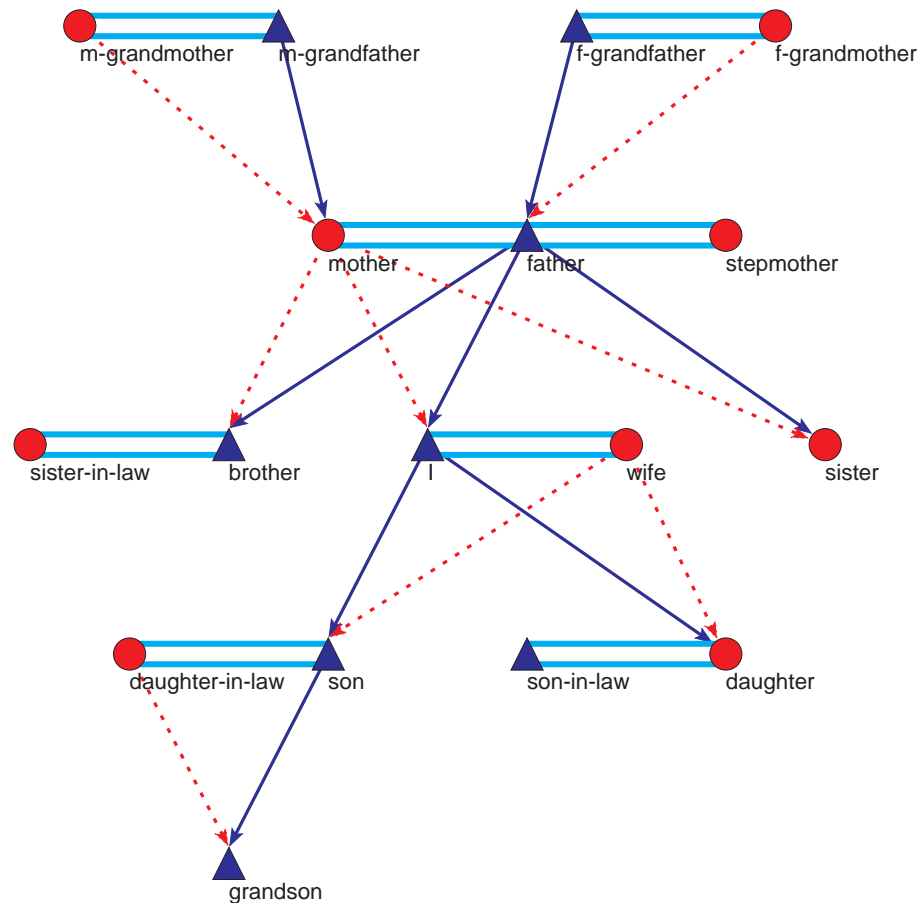 m-grandmother
m-grandfather
f-grandfather
f-grandmother
mother
father
stepmother
sister-in-law
brother
I
wife
sister
daughter-in-law
son
son-in-law
daughter
grandson